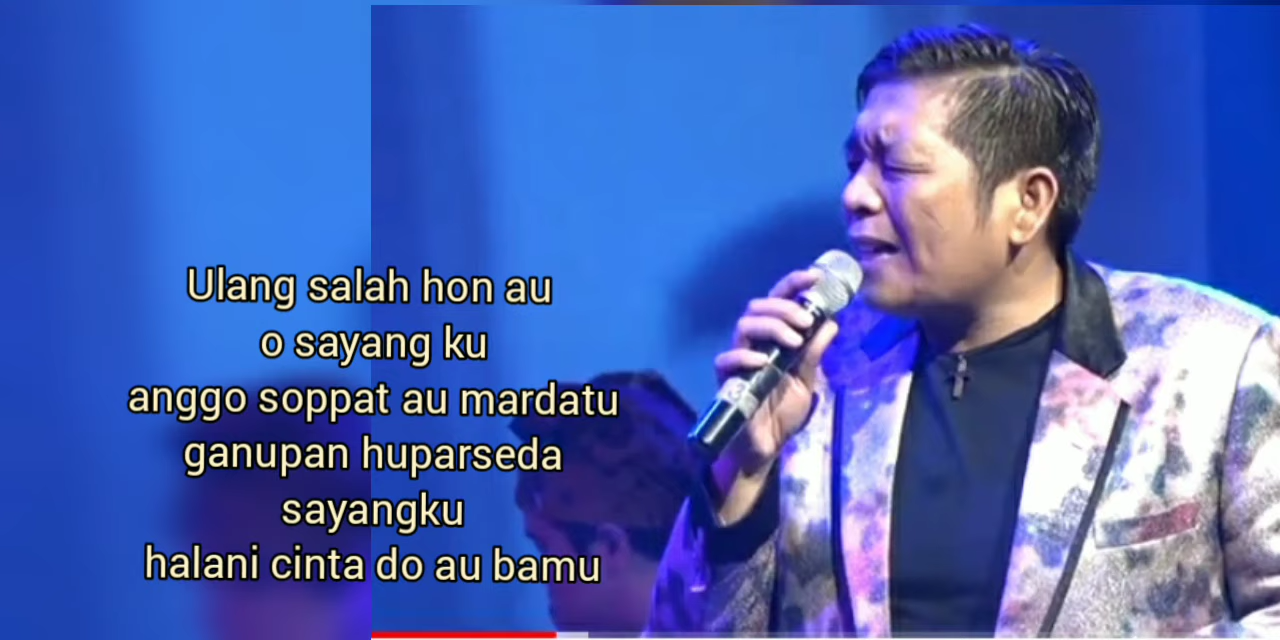 Ulang salah hon au
o sayang ku
anggo soppat au mardatu
ganupan huparseda
sayangku
halani cinta do au bamu